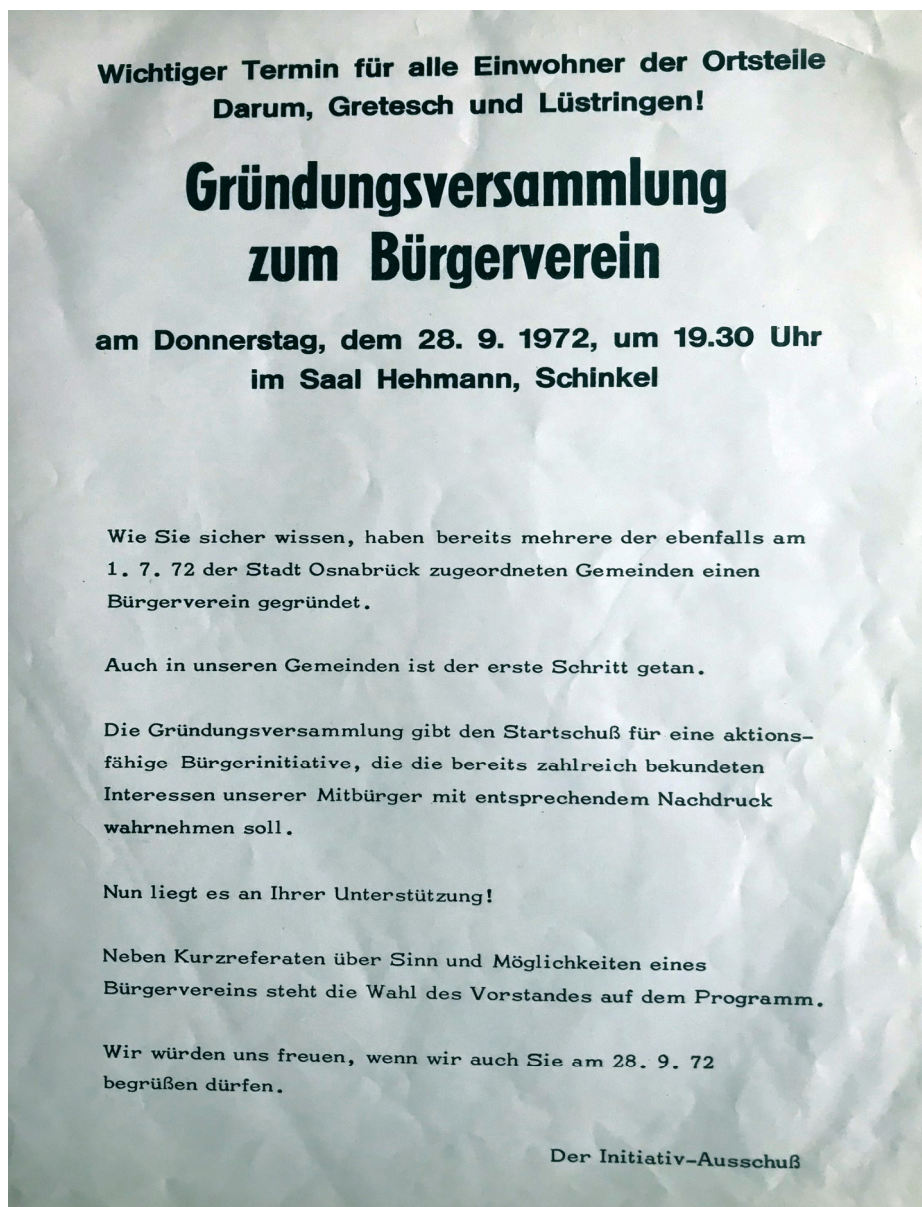 Wichtiger Termin für alle Einwohner der Ortsteile
Darum, Gretesch und Lüstringen!
Gründungsversammlung
zum Bürgerverein
am Donnerstag, dem 28. 9. 1972, um 19.30 Uhr
im Saal Hehmann, Schinkel
Wie Sie sicher wissen, haben bereits mehrere der ebenfalls am
1. 7. 72 der Stadt Osnabrück zugeordneten Gemeinden einen
Bürgerverein gegründet.
Auch in unseren Gemeinden ist der erste Schritt getan.
Die Gründungsversammlung gibt den Startschuß für eine aktions-
fähige Bürgerinitiative, die die bereits zahlreich bekundeten
Interessen unserer Mitbürger mit entsprechendem Nachdruck
wahrnehmen soll.
Nun liegt es an Ihrer Unterstützung!
Neben Kurzreferaten über Sinn und Möglichkeiten eines
Bürgervereins steht die Wahl des Vorstandes auf dem Programm.
Wir würden uns freuen, wenn wir auch Sie am 28. 9. 72
begrüßen dürfen.
Der Initiativ-Ausschuß